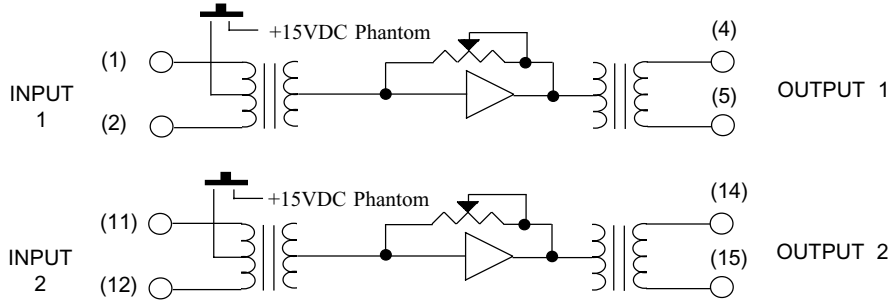 +15VDC Phantom
(1)
(4)
INPUT
1
OUTPUT 1
(2)
(5)
+15VDC Phantom
(11)
(14)
INPUT
2
OUTPUT 2
(12)
(15)